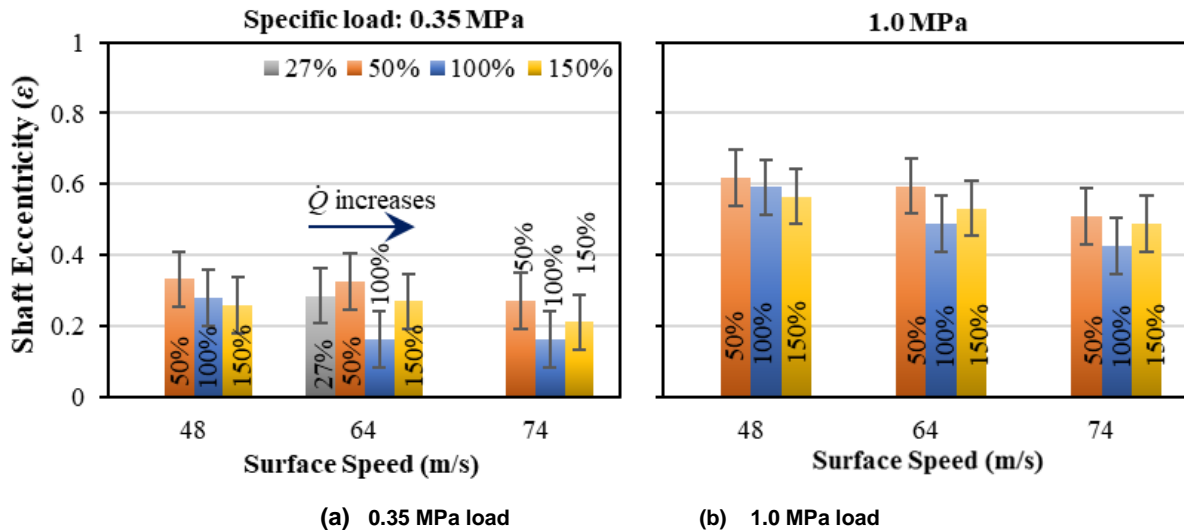 Specific load: 0.35 MPa
1.0 MPa
27% 50% 100% 150%
Shaft Eccentricity (ε)
1
0.8
0.6
0.4
0.2
0
Q̇ increases
50% 100% 150%
27% 50% 100% 150%
50% 100% 150%
50% 100% 150%
50% 100% 150%
50% 100% 150%
48 64 74
48 64 74
Surface Speed (m/s)
Surface Speed (m/s)
(a) 0.35 MPa load
(b) 1.0 MPa load